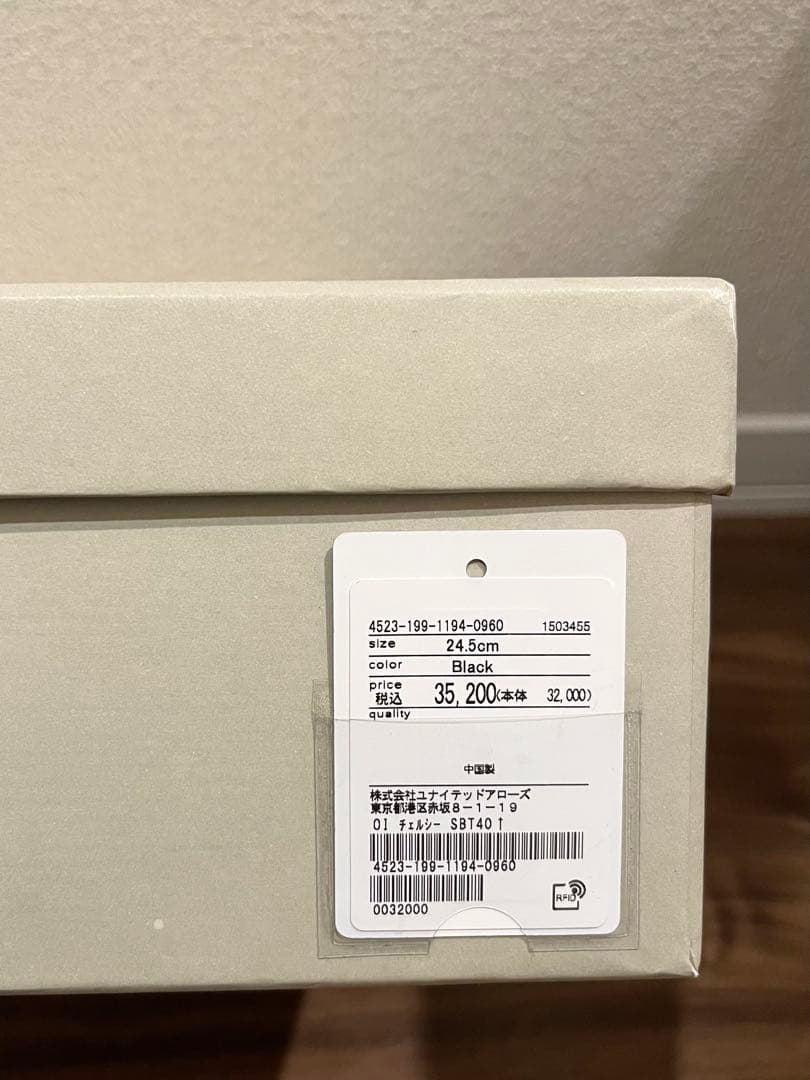 4523-199-1194-0960 1503455
size 24.5cm
color Black
price
税込 35,200(本体 32,000)
quality
中国製
株式会社ユナイテッドアローズ
東京都港区赤坂8-1-19
OI チェルシー SBT40↑
4523-199-1194-0960
0032000
RFID